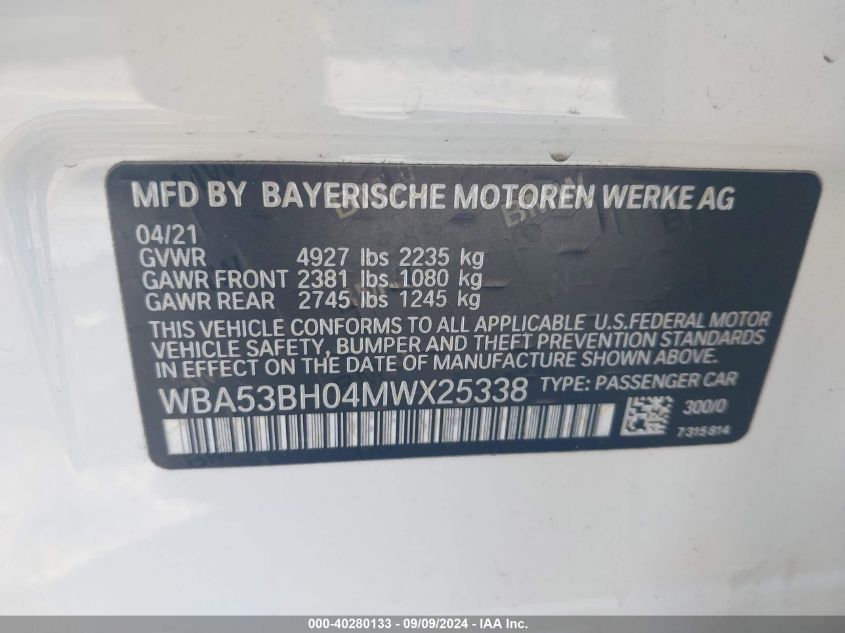 MFD BY BAYERISCHE MOTOREN WERKE AG
04/21
GVWR 4927 lbs 2235 kg
GAWR FRONT 2381 lbs 1080 kg
GAWR REAR 2745 lbs 1245 kg
THIS VEHICLE CONFORMS TO ALL APPLICABLE U.S.FEDERAL MOTOR
VEHICLE SAFETY, BUMPER AND THEFT PREVENTION STANDARDS
IN EFFECT ON THE DATE OF MANUFACTURE SHOWN ABOVE.
WBA53BH04MWX25338 TYPE: PASSENGER CAR
300/0
7315814
000-40280133 - 09/09/2024 - IAA Inc.